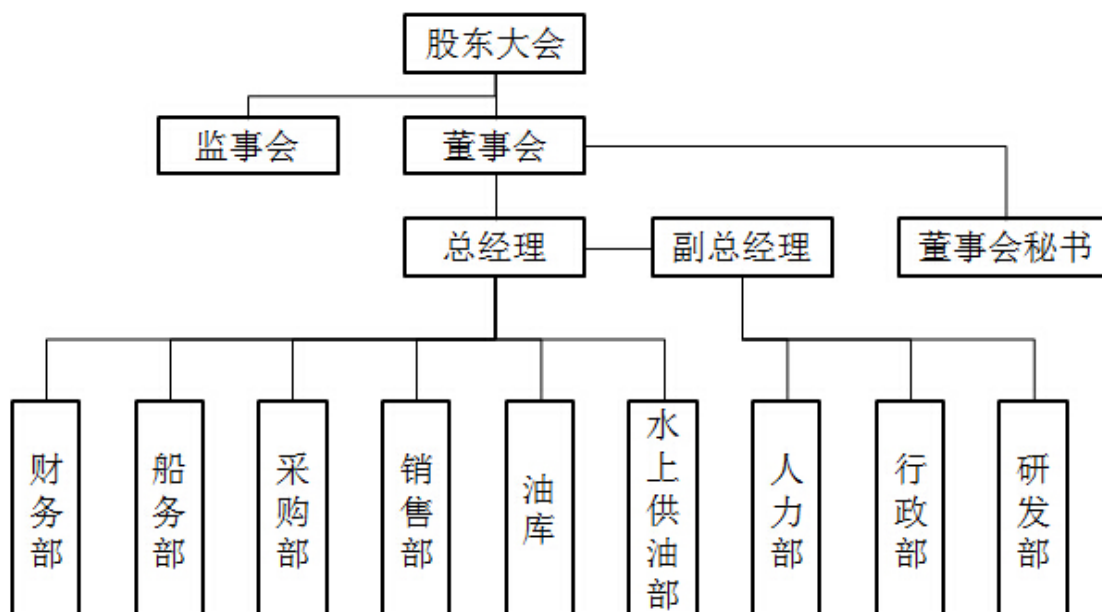 股东大会
监事会
董事会
总经理
副总经理
董事会秘书
财务部
船务部
采购部
销售部
油库
水上供油部
人力部
行政部
研发部